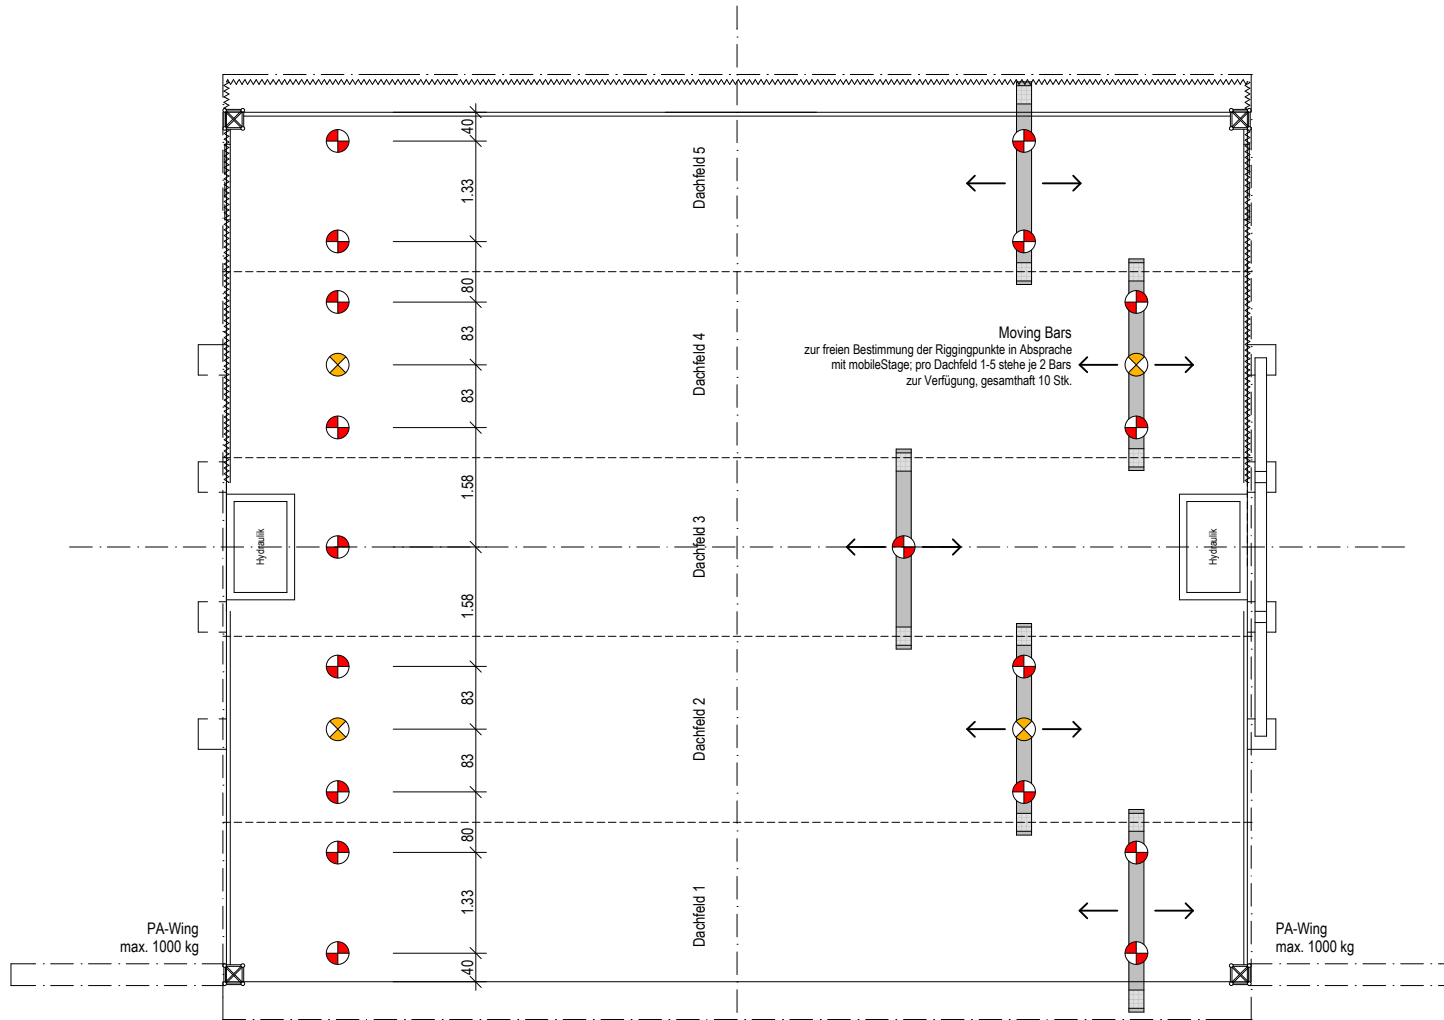 40
1.33
80
83
83
1.58
1.58
83
83
80
1.33
40
Dachfeld 5
Dachfeld 4
Dachfeld 3
Dachfeld 2
Dachfeld 1
Moving Bars
zur freien Bestimmung der Riggingpunkte in Absprache
mit mobileStage; pro Dachfeld 1-5 stehe je 2 Bars
zur Verfügung, gesamthaft 10 Stk.
Hydraulik
Hydraulik
PA-Wing
max. 1000 kg
PA-Wing
max. 1000 kg